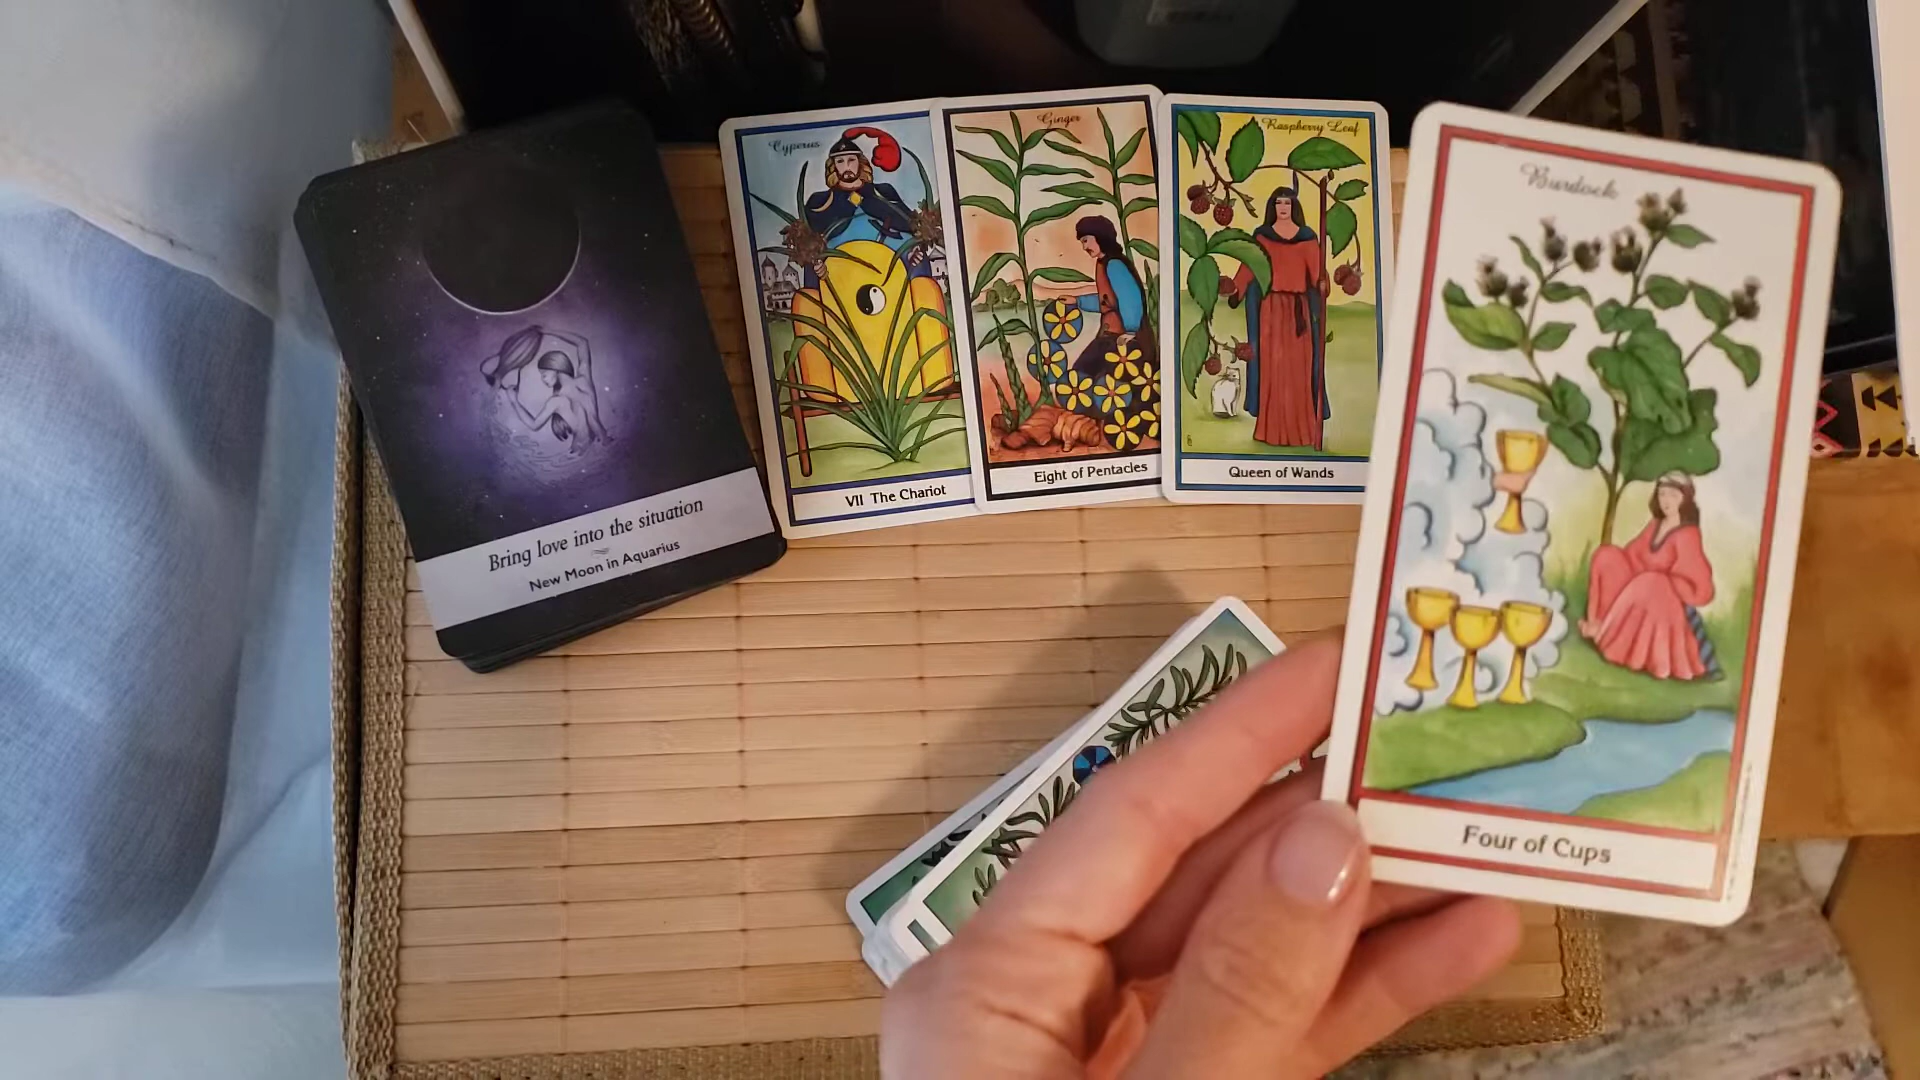 Bring love into the situation
New Moon in Aquarius
Cyperus
VII The Chariot
Ginger
Eight of Pentacles
Raspberry Leaf
Queen of Wands
Burdock
Four of Cups